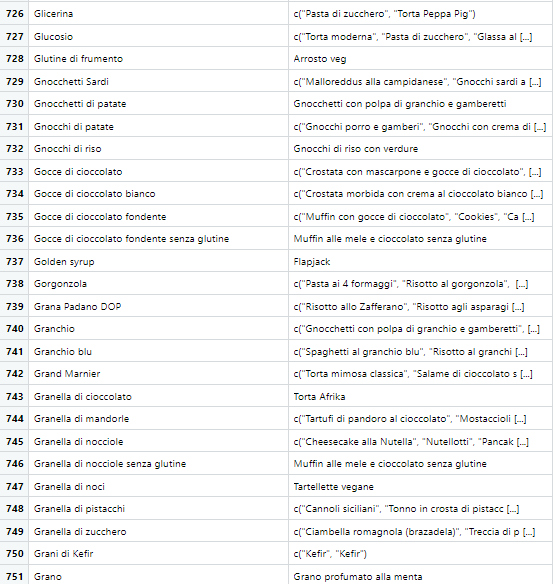 726 Glicerina c("Pasta di zucchero", "Torta Peppa Pig")
727 Glucosio c("Torta moderna", "Pasta di zucchero", "Glassa al [...]
728 Glutine di frumento Arrosto veg
729 Gnocchetti Sardi c("Malloreddus alla campidanese", "Gnocchi sardi a [...]
730 Gnocchetti di patate Gnocchetti con polpa di granchio e gamberetti
731 Gnocchi di patate c("Gnocchi porro e gamberi", "Gnocchi con crema di [...]
732 Gnocchi di riso Gnocchi di riso con verdure
733 Gocce di cioccolato c("Crostata con mascarpone e gocce di cioccolato", [...]
734 Gocce di cioccolato bianco c("Crostata morbida con crema al cioccolato bianco [...]
735 Gocce di cioccolato fondente c("Muffin con gocce di cioccolato", "Cookies", "Ca [...]
736 Gocce di cioccolato fondente senza glutine Muffin alle mele e cioccolato senza glutine
737 Golden syrup Flapjack
738 Gorgonzola c("Pasta ai 4 formaggi", "Risotto al gorgonzola", [...]
739 Grana Padano DOP c("Risotto allo Zafferano", "Risotto agli asparagi [...]
740 Granchio c("Gnocchetti con polpa di granchio e gamberetti", [...]
741 Granchio blu c("Spaghetti al granchio blu", "Risotto al granchi [...]
742 Grand Marnier c("Torta mimosa classica", "Salame di cioccolato s [...]
743 Granella di cioccolato Torta Afrika
744 Granella di mandorle c("Tartufi di pandoro al cioccolato", "Mostaccioli [...]
745 Granella di nocciole c("Cheesecake alla Nutella", "Nutellotti", "Pancak [...]
746 Granella di nocciole senza glutine Muffin alle mele e cioccolato senza glutine
747 Granella di noci Tartellette vegane
748 Granella di pistacchi c("Cannoli siciliani", "Tonno in crosta di pistacc [...]
749 Granella di zucchero c("Ciambella romagnola (brazadela)", "Treccia di p [...]
750 Grani di Kefir c("Kefir", "Kefir")
751 Grano Grano profumato alla menta